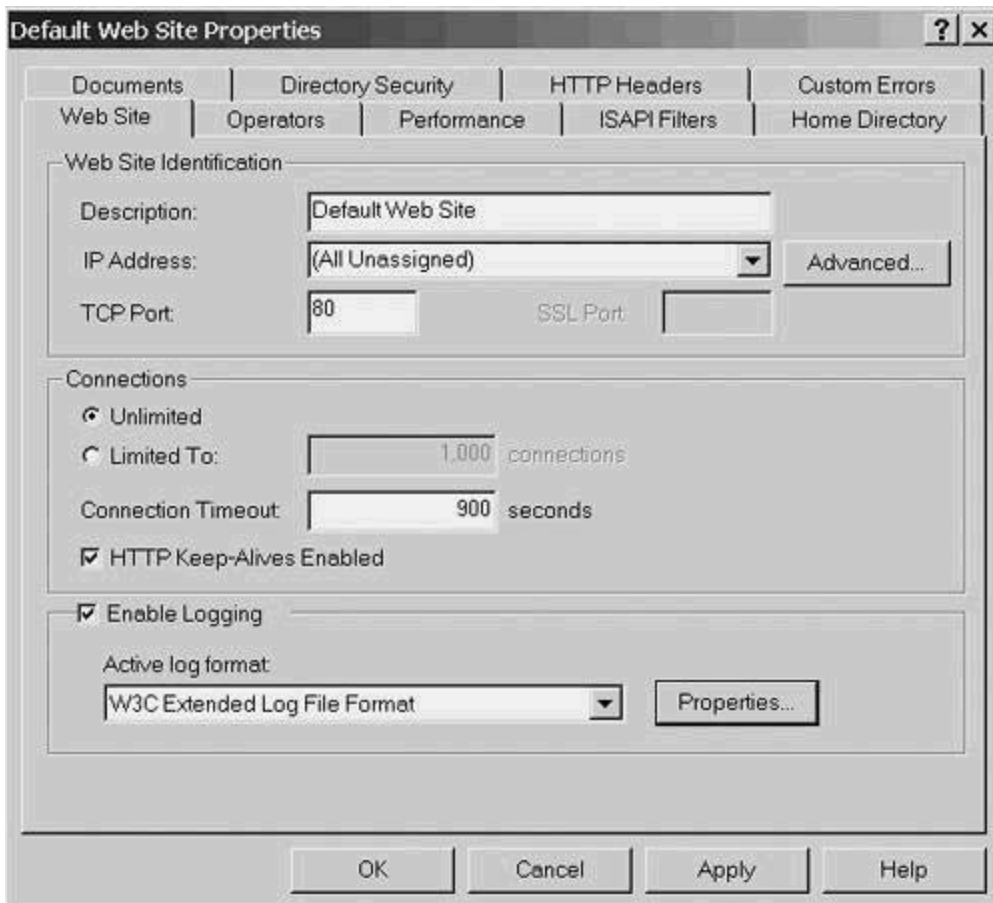 Default Web Site Properties
? ×
Documents Directory Security HTTP Headers Custom Errors
Web Site Operators Performance ISAPI Filters Home Directory
Web Site Identification
Description: Default Web Site
IP Address: (All Unassigned) Advanced...
TCP Port: 80 SSL Port
Connections
Unlimited
Limited To: 1,000 connections
Connection Timeout: 900 seconds
HTTP Keep-Alives Enabled
Enable Logging
Active log format:
W3C Extended Log File Format Properties...
OK Cancel Apply Help